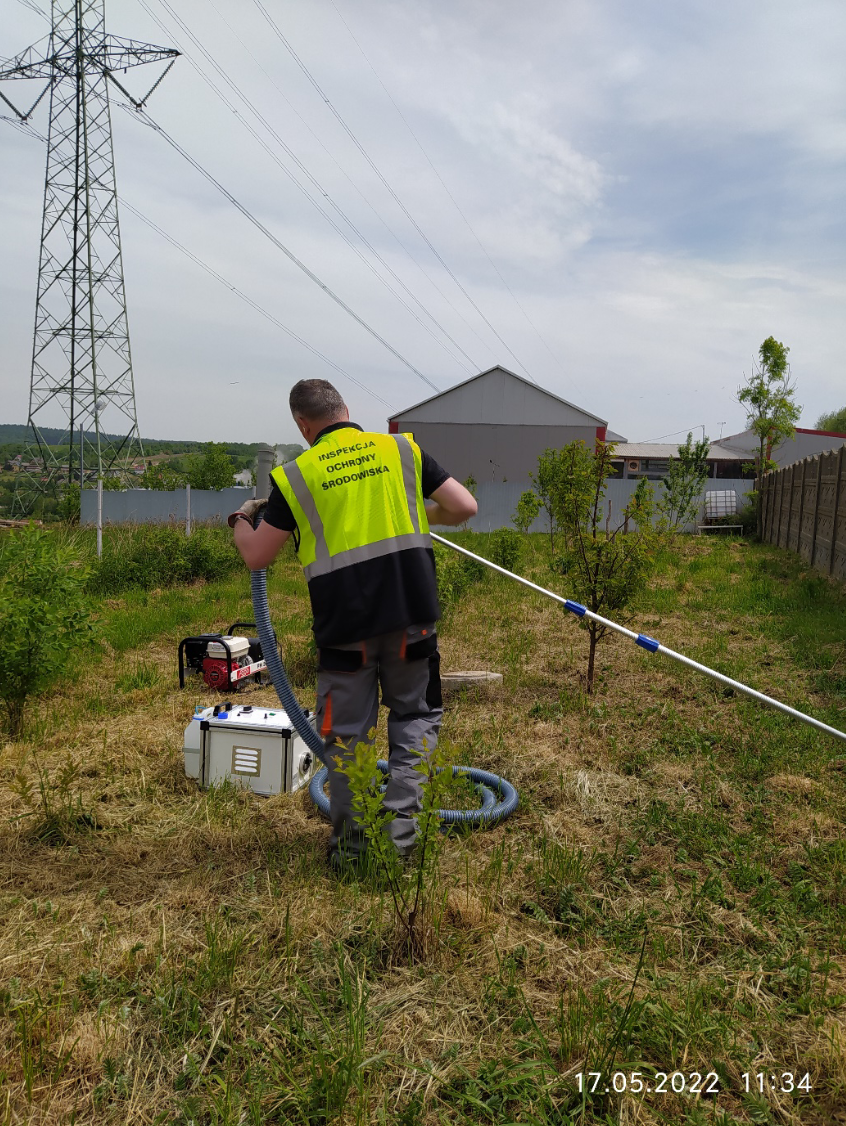 INSPEKCJA
OCHRONY
ŚRODOWISKA
17.05.2022 11:34